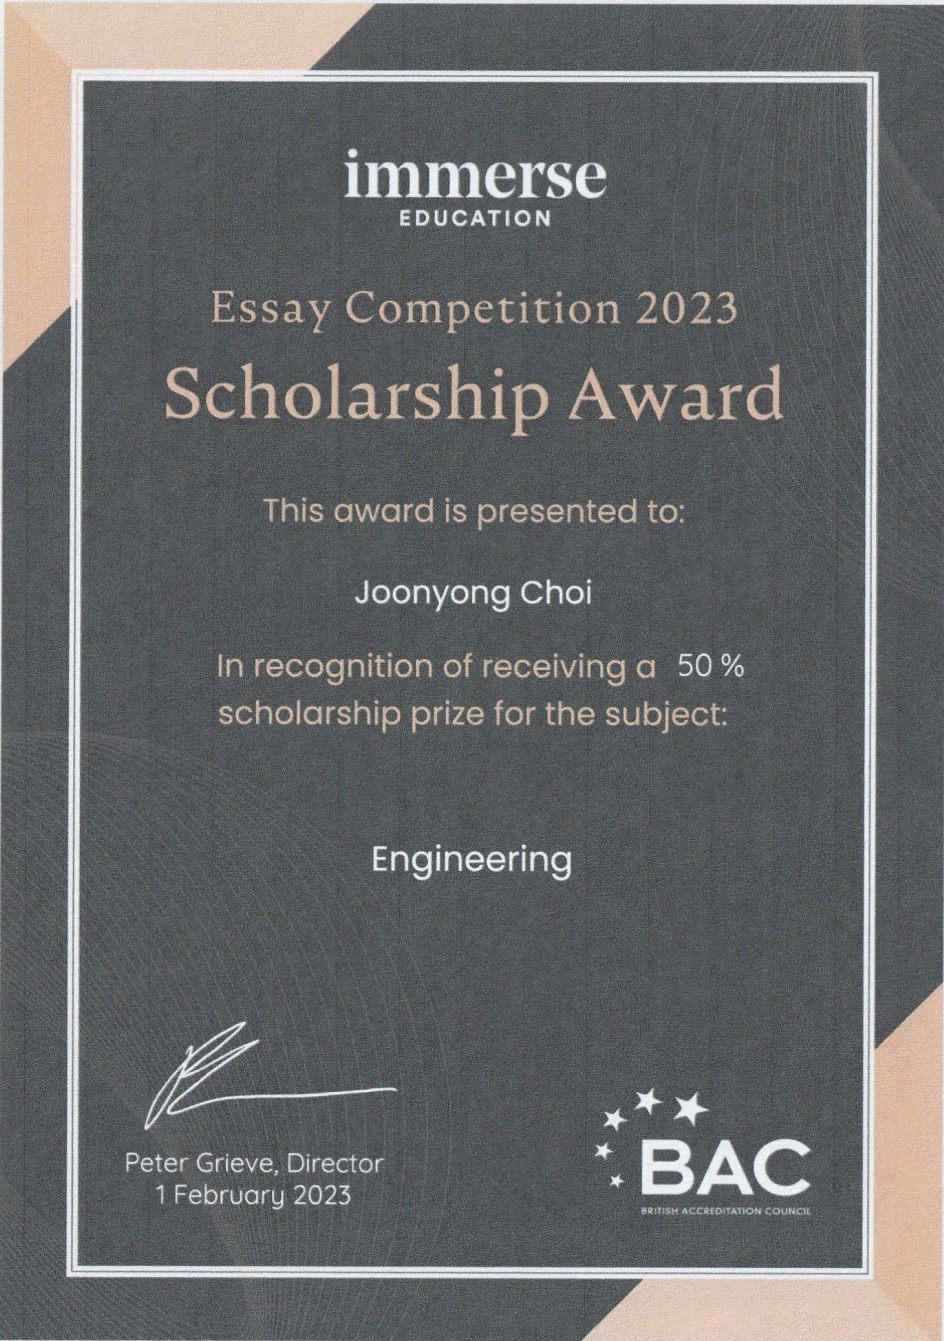 immerse
EDUCATION
Essay Competition 2023
Scholarship Award
This award is presented to:
Joonyong Choi
In recognition of receiving a 50 %
scholarship prize for the subject:
Engineering
Peter Grieve, Director
1 February 2023
BAC
BRITISH ACCREDITATION COUNCIL